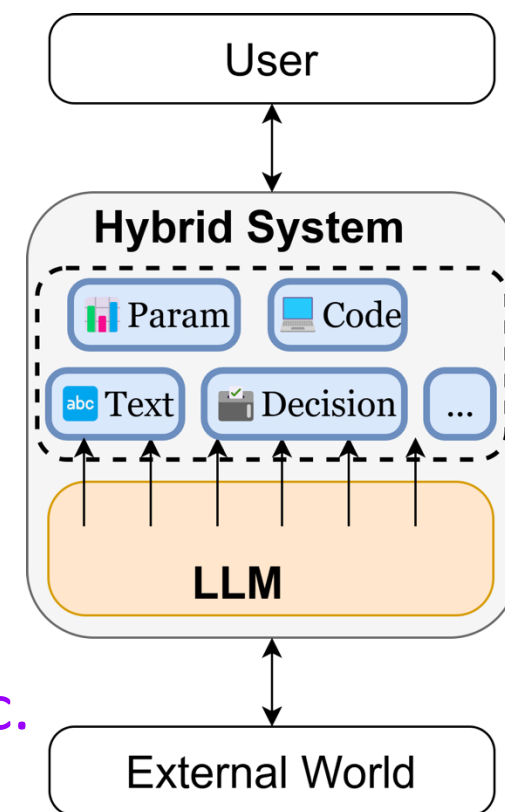 User
Hybrid System
Param
Code
abc Text
Decision
...
LLM
c.
External World